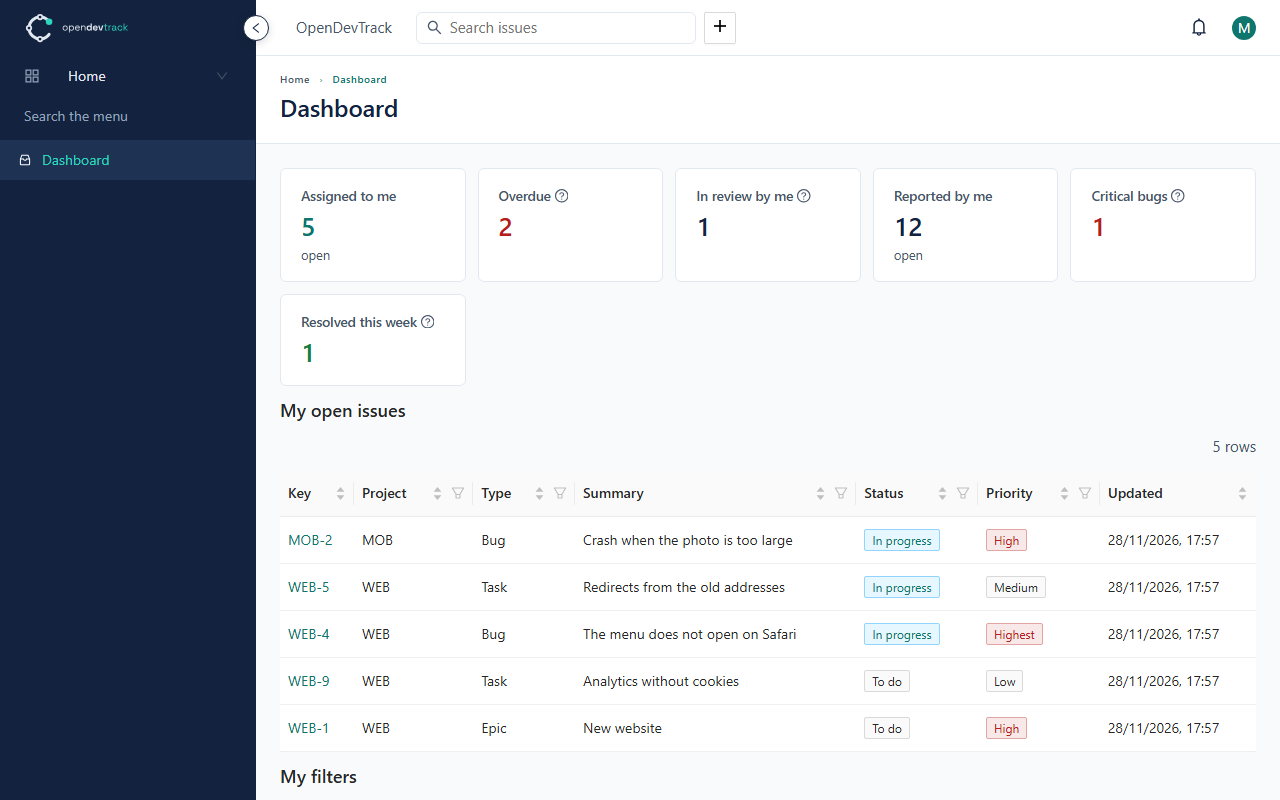 opendevtrack
OpenDevTrack
Search issues
M
Home
Search the menu
Dashboard
Home › Dashboard
Dashboard
Assigned to me
5
open
Overdue
2
In review by me
1
Reported by me
12
open
Critical bugs
1
Resolved this week
1
My open issues
5 rows
Key Project Type Summary Status Priority Updated
MOB-2 MOB Bug Crash when the photo is too large In progress High 28/11/2026, 17:57
WEB-5 WEB Task Redirects from the old addresses In progress Medium 28/11/2026, 17:57
WEB-4 WEB Bug The menu does not open on Safari In progress Highest 28/11/2026, 17:57
WEB-9 WEB Task Analytics without cookies To do Low 28/11/2026, 17:57
WEB-1 WEB Epic New website To do High 28/11/2026, 17:57
My filters